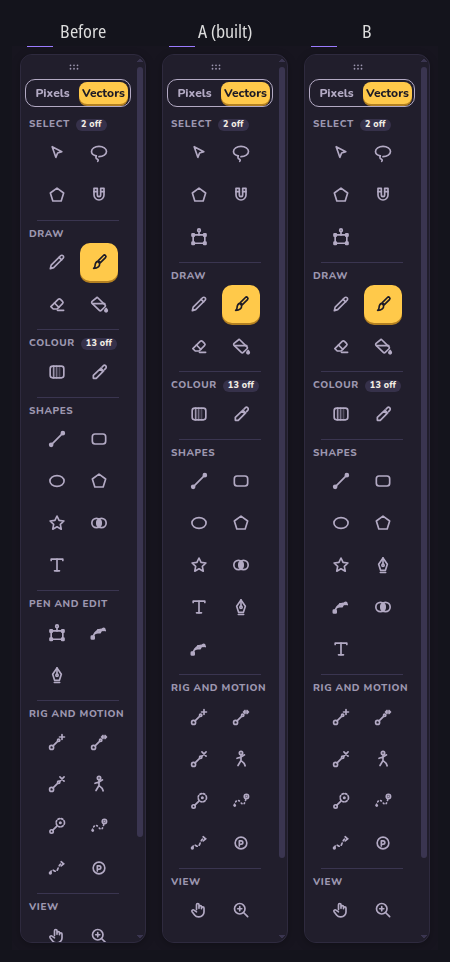 Before
Pixels Vectors
SELECT 2 off
DRAW
COLOUR 13 off
SHAPES
PEN AND EDIT
RIG AND MOTION
VIEW
A (built)
Pixels Vectors
SELECT 2 off
DRAW
COLOUR 13 off
SHAPES
RIG AND MOTION
VIEW
B
Pixels Vectors
SELECT 2 off
DRAW
COLOUR 13 off
SHAPES
RIG AND MOTION
VIEW